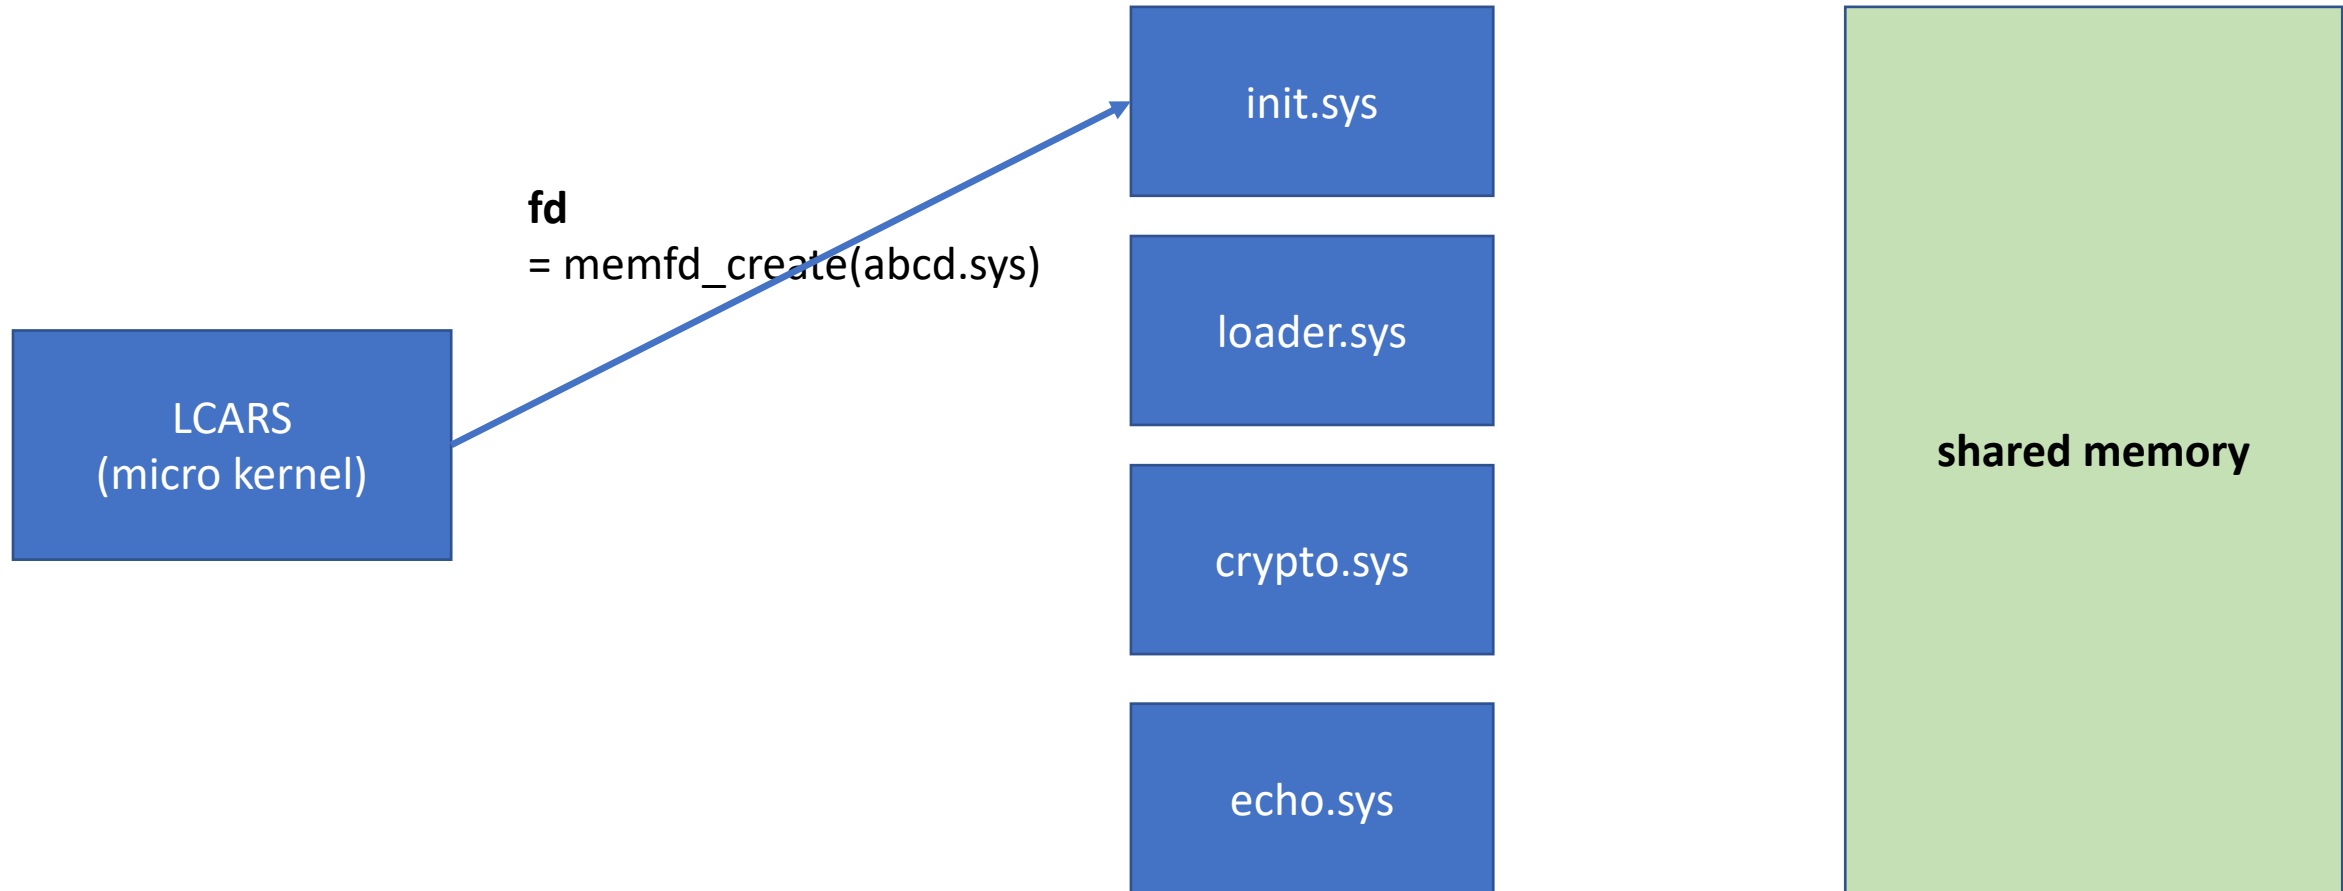 init.sys
fd
= memfd_create(abcd.sys)
loader.sys
LCARS
(micro kernel)
shared memory
crypto.sys
echo.sys